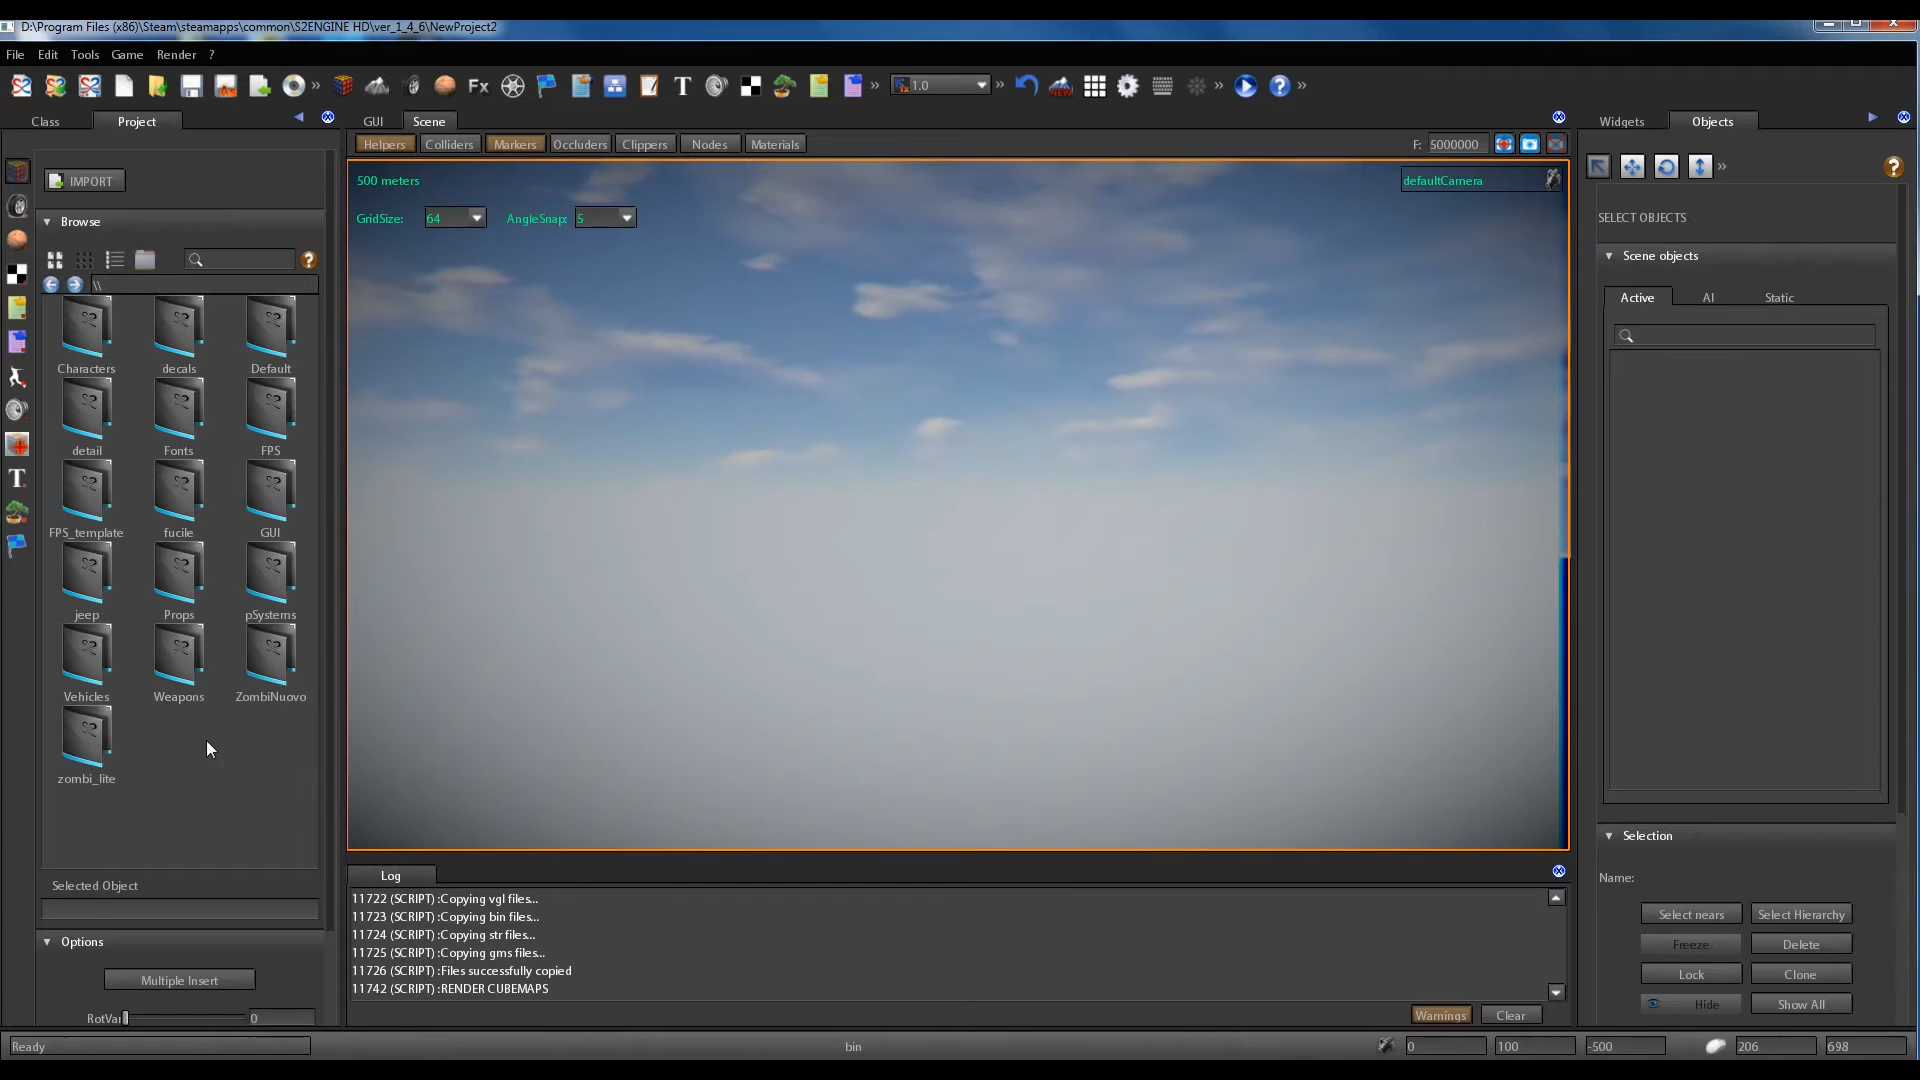 D:\Program Files (x86)\Steam\steamapps\common\S2ENGINE HD\ver_1_4_6\NewProject2
File Edit Tools Game Render ?
Fx T 1.0
Class Project
GUI Scene
Widgets Objects
Helpers Colliders Markers Occluders Clippers Nodes Materials F: 5000000
IMPORT
500 meters
defaultCamera
GridSize: 64 AngleSnap: 5
Browse
\\
Characters decals Default
detail Fonts FPS
FPS_template fucile GUI
jeep Props pSystems
Vehicles Weapons ZombiNuovo
zombi_lite
Selected Object
Options
Multiple Insert
RotVar 0
SELECT OBJECTS
Scene objects
Active AI Static
Selection
Name:
Select nears Select Hierarchy
Freeze Delete
Lock Clone
Hide Show All
Log
11722 (SCRIPT) :Copying vgl files...
11723 (SCRIPT) :Copying bin files...
11724 (SCRIPT) :Copying str files...
11725 (SCRIPT) :Copying gms files...
11726 (SCRIPT) :Files successfully copied
11742 (SCRIPT) :RENDER CUBEMAPS
Warnings Clear
Ready bin 0 100 -500 206 698